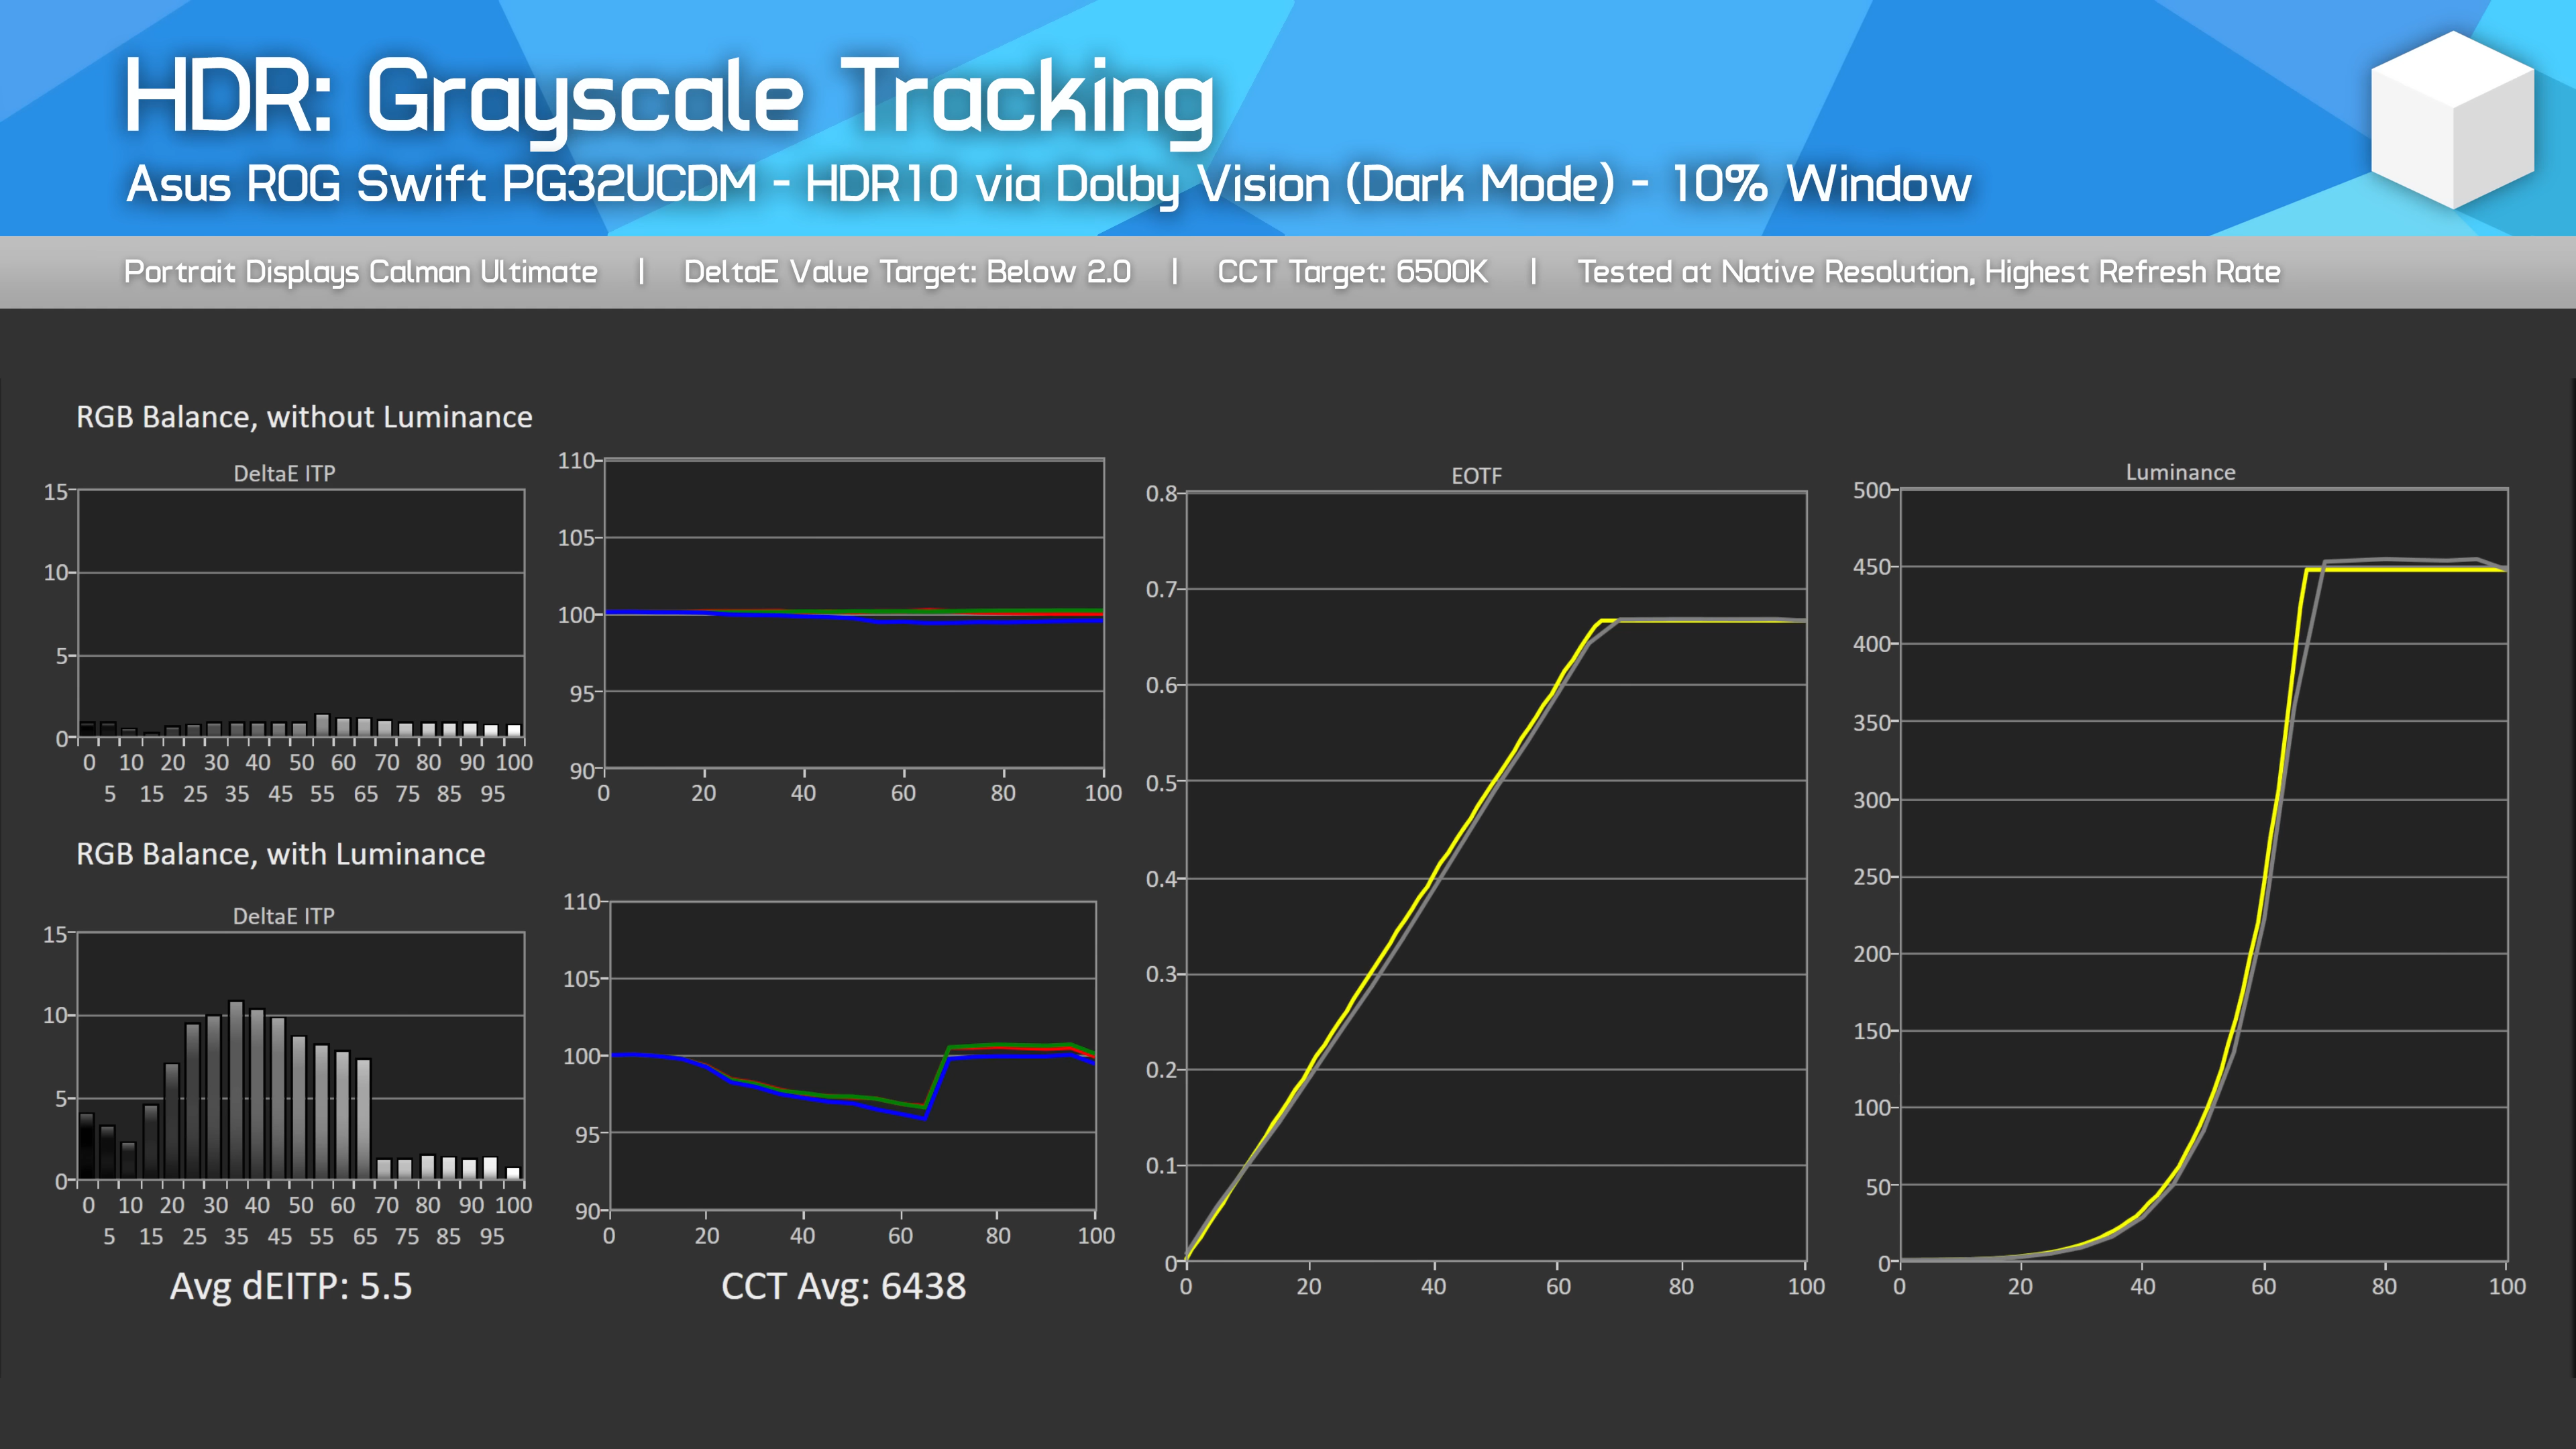 HDR: Grayscale Tracking
Asus ROG Swift PG32UCDM - HDR10 via Dolby Vision (Dark Mode) - 10% Window
Portrait Displays Calman Ultimate | DeltaE Value Target: Below 2.0 | CCT Target: 6500K | Tested at Native Resolution, Highest Refresh Rate
RGB Balance, without Luminance
DeltaE ITP
15
10
5
0
0 10 20 30 40 50 60 70 80 90 100
5 15 25 35 45 55 65 75 85 95
110
105
100
95
90
0 20 40 60 80 100
RGB Balance, with Luminance
DeltaE ITP
15
10
5
0
0 10 20 30 40 50 60 70 80 90 100
5 15 25 35 45 55 65 75 85 95
Avg dEITP: 5.5
110
105
100
95
90
0 20 40 60 80 100
CCT Avg: 6438
EOTF
0.8
0.7
0.6
0.5
0.4
0.3
0.2
0.1
0
0 20 40 60 80 100
Luminance
500
450
400
350
300
250
200
150
100
50
0
0 20 40 60 80 100